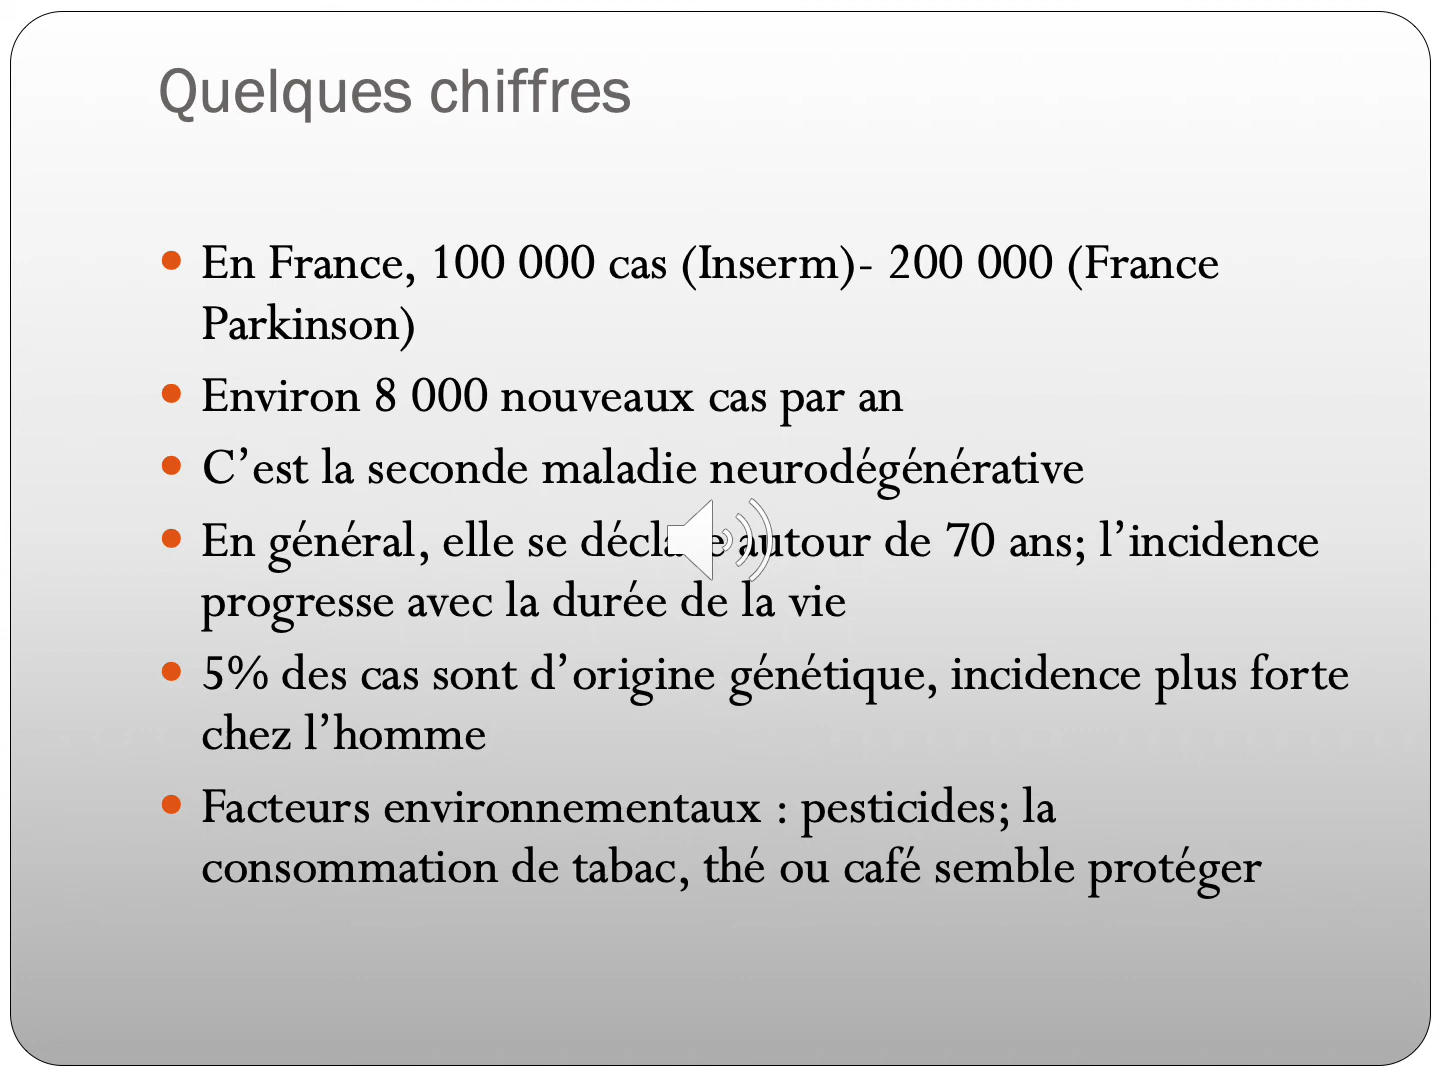 Quelques chiffres
En France, 100 000 cas (Inserm)- 200 000 (France
Parkinson)
Environ 8 000 nouveaux cas par an
C’est la seconde maladie neurodégénérative
En général, elle se déclare autour de 70 ans; l’incidence
progresse avec la durée de la vie
5% des cas sont d’origine génétique, incidence plus forte
chez l’homme
Facteurs environnementaux : pesticides; la
consommation de tabac, thé ou café semble protéger